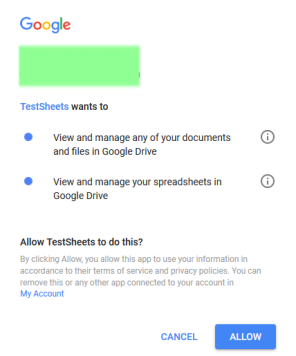 Google
TestSheets wants to
View and manage any of your documents
and files in Google Drive
View and manage your spreadsheets in
Google Drive
Allow TestSheets to do this?
By clicking Allow, you allow this app to use your information in
accordance to their terms of service and privacy policies. You can
remove this or any other app connected to your account in
My Account
CANCEL
ALLOW